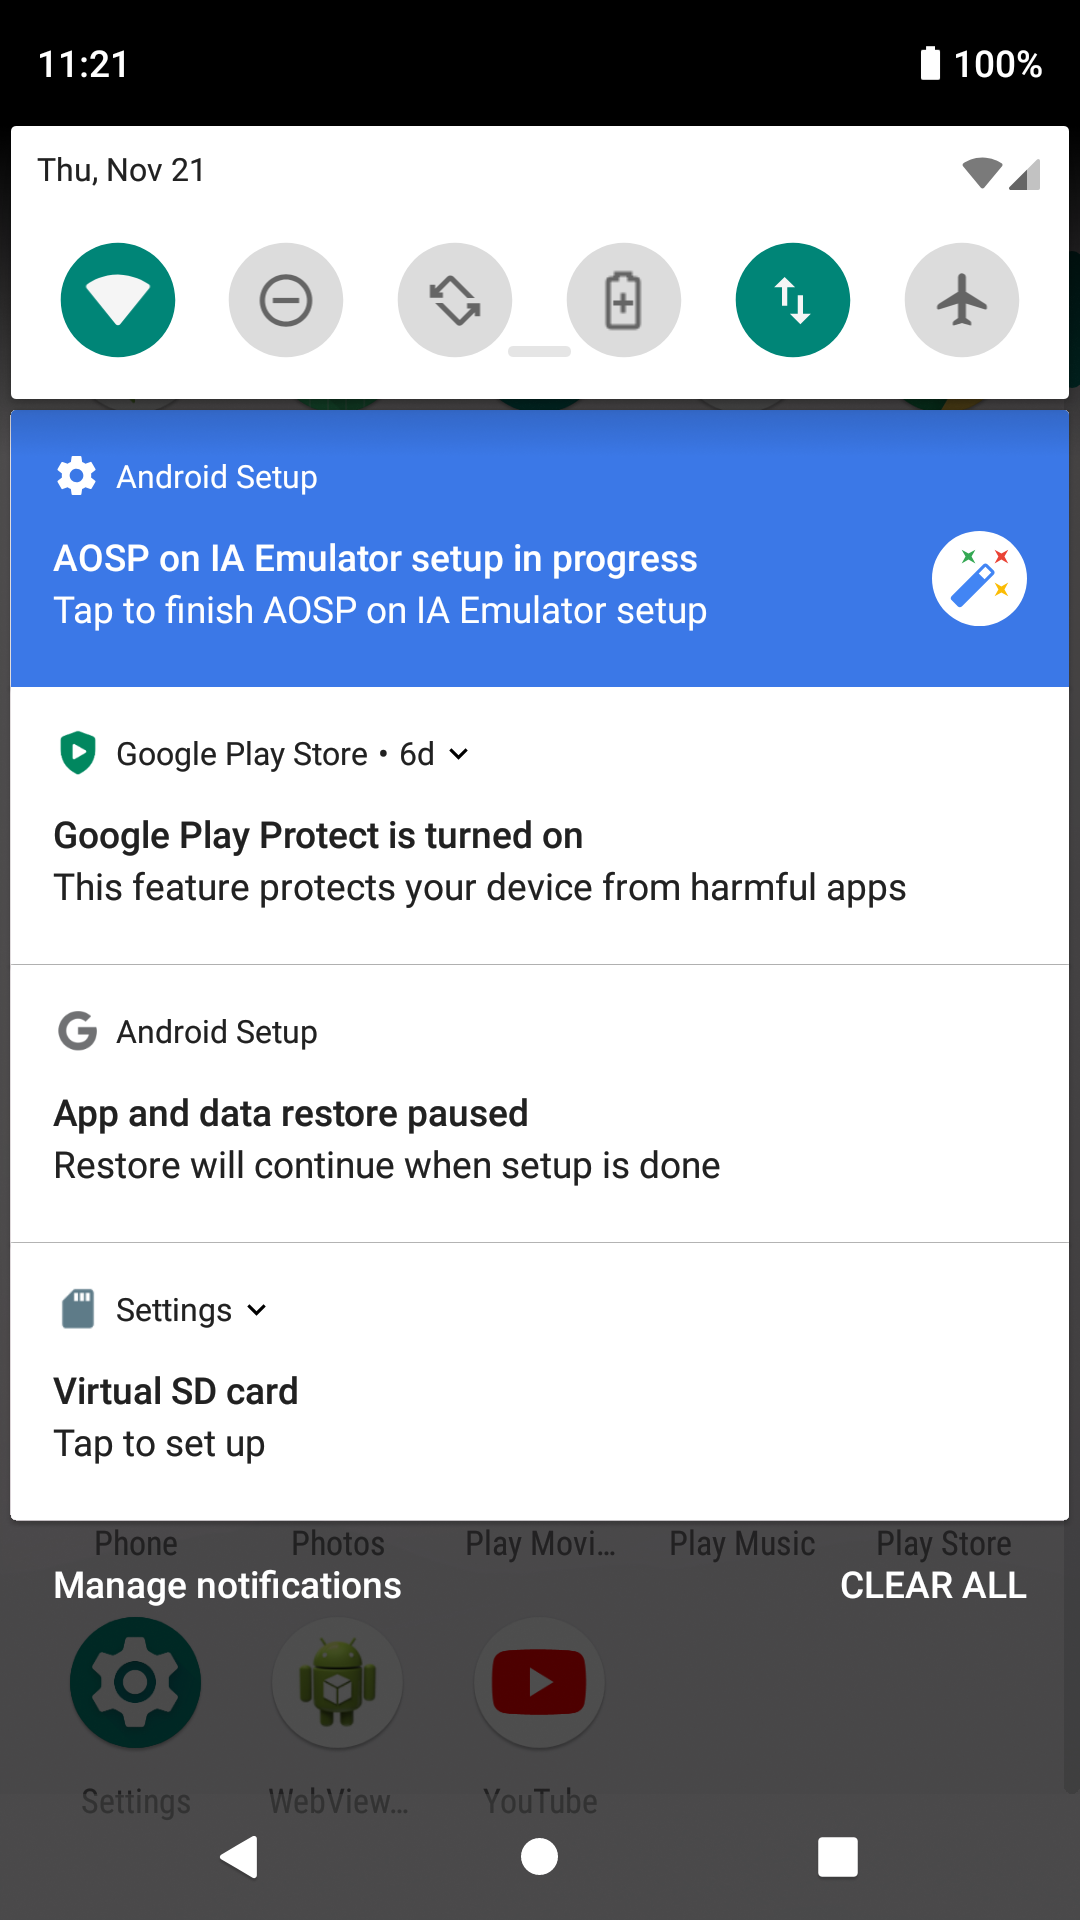 11:21
100%
Thu, Nov 21
Android Setup
AOSP on IA Emulator setup in progress
Tap to finish AOSP on IA Emulator setup
Google Play Store • 6d
Google Play Protect is turned on
This feature protects your device from harmful apps
Android Setup
App and data restore paused
Restore will continue when setup is done
Settings
Virtual SD card
Tap to set up
Phone Photos Play Movi... Play Music Play Store
Manage notifications CLEAR ALL
Settings WebView... YouTube